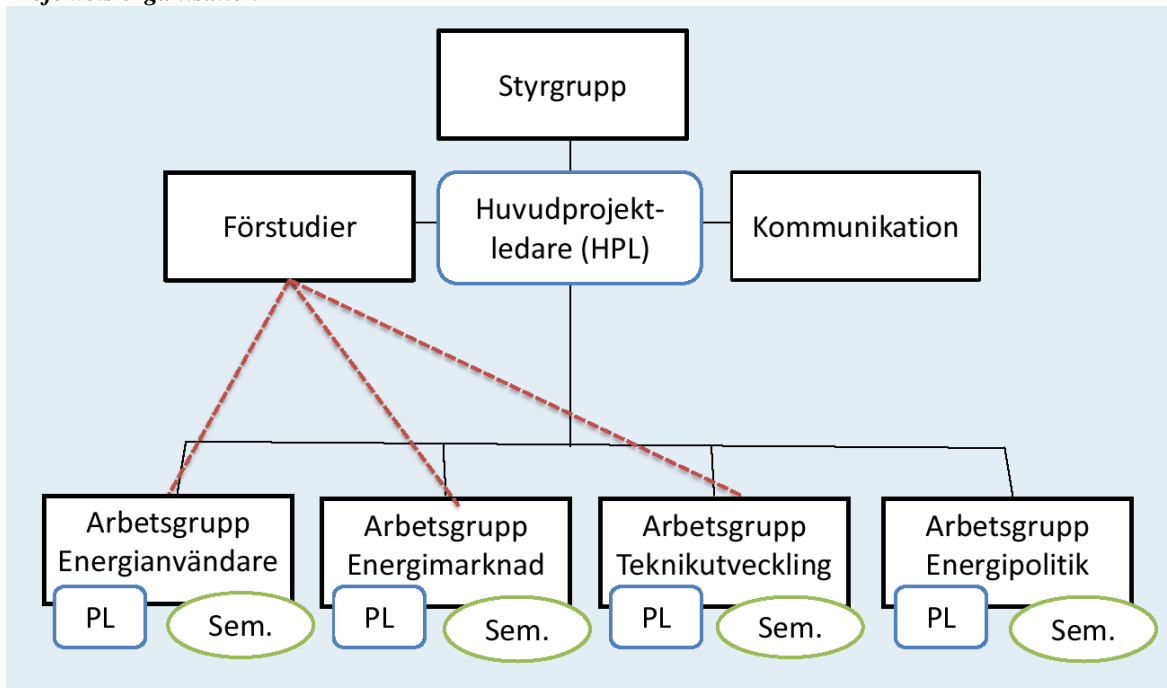 Styrgrupp
Förstudier
Huvudprojekt-
ledare (HPL)
Kommunikation
Arbetsgrupp
Energianvändare
PL
Sem.
Arbetsgrupp
Energimarknad
PL
Sem.
Arbetsgrupp
Teknikutveckling
PL
Sem.
Arbetsgrupp
Energipolitik
PL
Sem.